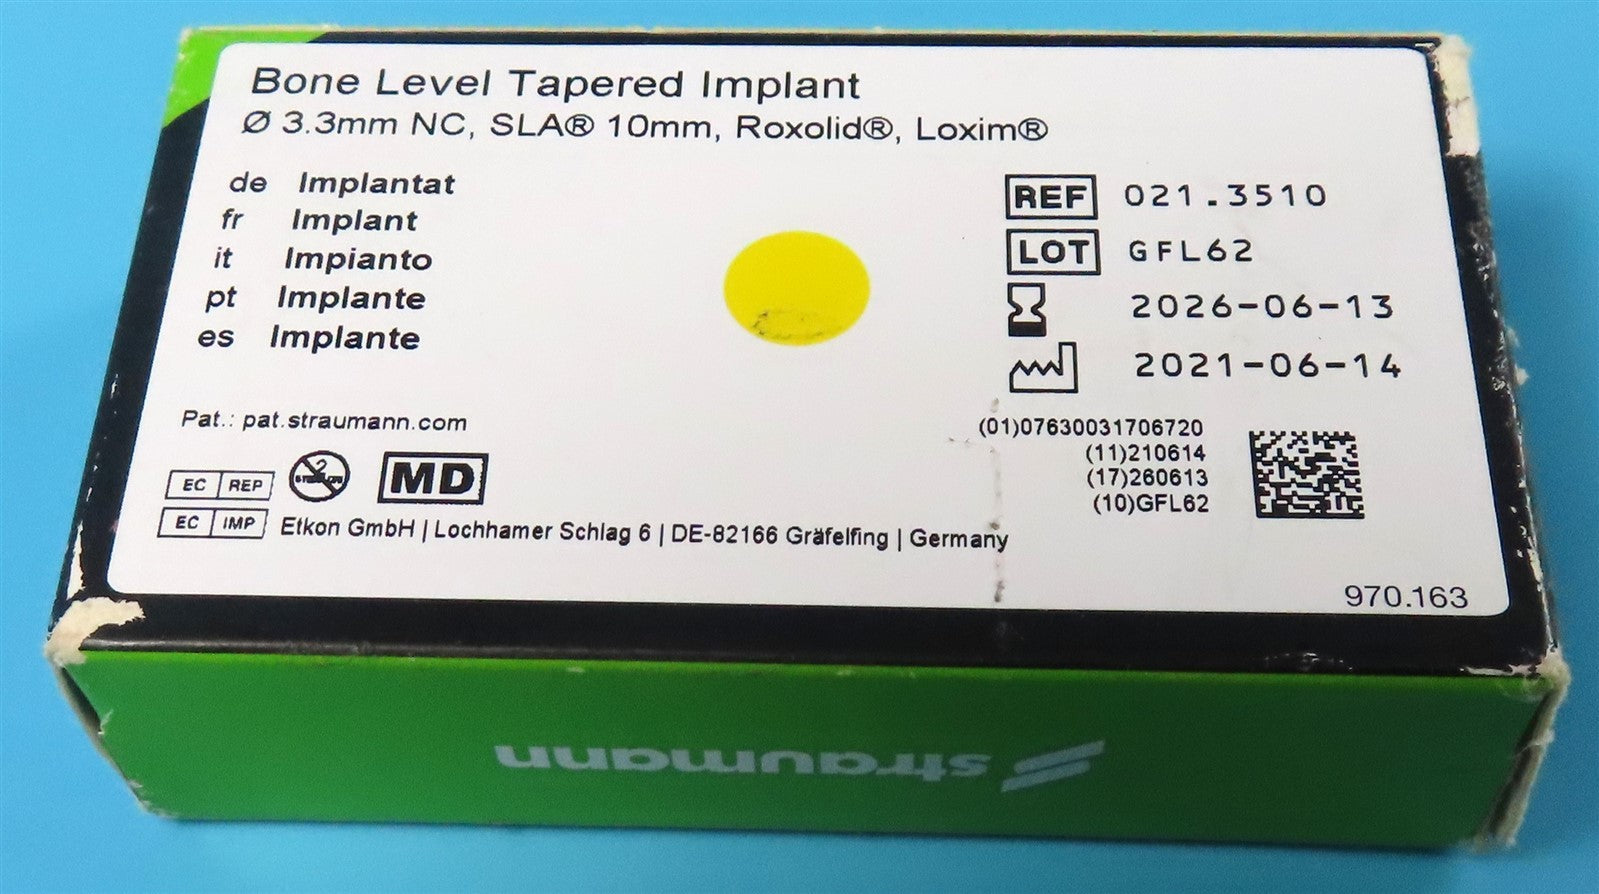 Bone Level Tapered Implant
Ø 3.3mm NC, SLA® 10mm, Roxolid®, Loxim®
de Implantat
fr Implant
it Impianto
pt Implante
es Implante
REF 021.3510
LOT GFL62
2026-06-13
2021-06-14
Pat.: pat.straumann.com
(01)07630031706720
(11)210614
(17)260613
(10)GFL62
EC REP
2
MD
EC IMP
Etkon GmbH | Lochhamer Schlag 6 | DE-82166 Gräfelfing | Germany
970.163
straumann